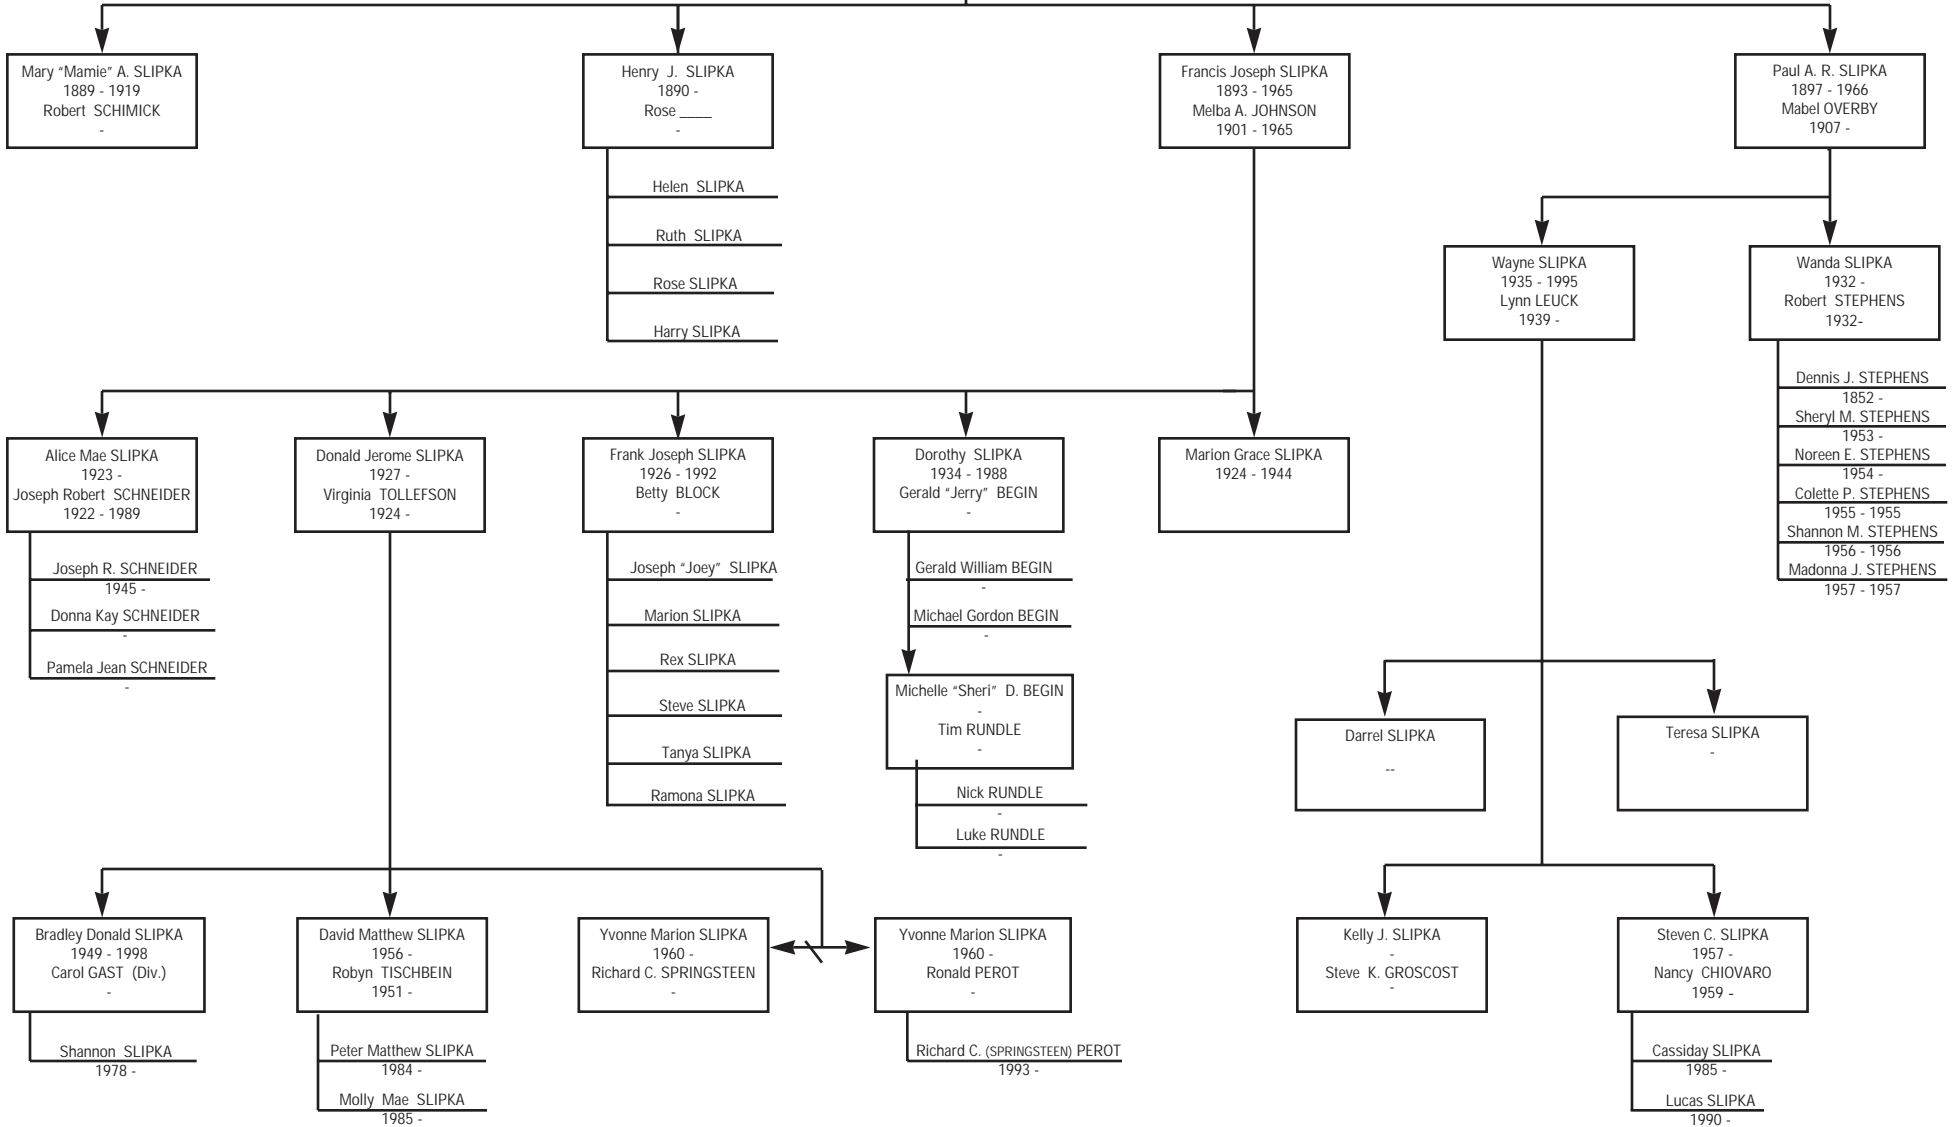 Mary “Mamie” A. SLIPKA
1889 - 1919
Robert SCHIMICK
-
Henry J. SLIPKA
1890 -
Rose ____
-
Francis Joseph SLIPKA
1893 - 1965
Melba A. JOHNSON
1901 - 1965
Paul A. R. SLIPKA
1897 - 1966
Mabel OVERBY
1907 -
Helen SLIPKA
Ruth SLIPKA
Rose SLIPKA
Harry SLIPKA
Wayne SLIPKA
1935 - 1995
Lynn LEUCK
1939 -
Wanda SLIPKA
1932 -
Robert STEPHENS
1932-
Dennis J. STEPHENS
1852 -
Sheryl M. STEPHENS
1953 -
Noreen E. STEPHENS
1954 -
Colette P. STEPHENS
1955 - 1955
Shannon M. STEPHENS
1956 - 1956
Madonna J. STEPHENS
1957 - 1957
Alice Mae SLIPKA
1923 -
Joseph Robert SCHNEIDER
1922 - 1989
Donald Jerome SLIPKA
1927 -
Virginia TOLLEFSON
1924 -
Frank Joseph SLIPKA
1926 - 1992
Betty BLOCK
-
Dorothy SLIPKA
1934 - 1988
Gerald “Jerry” BEGIN
-
Marion Grace SLIPKA
1924 - 1944
Joseph R. SCHNEIDER
1945 -
Donna Kay SCHNEIDER
-
Pamela Jean SCHNEIDER
-
Joseph “Joey” SLIPKA
Marion SLIPKA
Rex SLIPKA
Steve SLIPKA
Tanya SLIPKA
Ramona SLIPKA
Gerald William BEGIN
-
Michael Gordon BEGIN
-
Michelle “Sheri” D. BEGIN
-
Tim RUNDLE
-
Nick RUNDLE
-
Luke RUNDLE
-
Darrel SLIPKA
--
Teresa SLIPKA
-
Bradley Donald SLIPKA
1949 - 1998
Carol GAST (Div.)
-
David Matthew SLIPKA
1956 -
Robyn TISCHBEIN
1951 -
Yvonne Marion SLIPKA
1960 -
Richard C. SPRINGSTEEN
-
Yvonne Marion SLIPKA
1960 -
Ronald PEROT
-
Kelly J. SLIPKA
-
Steve K. GROSCOST
-
Steven C. SLIPKA
1957 -
Nancy CHIOVARO
1959 -
Shannon SLIPKA
1978 -
Peter Matthew SLIPKA
1984 -
Molly Mae SLIPKA
1985 -
Richard C. (SPRINGSTEEN) PEROT
1993 -
Cassiday SLIPKA
1985 -
Lucas SLIPKA
1990 -